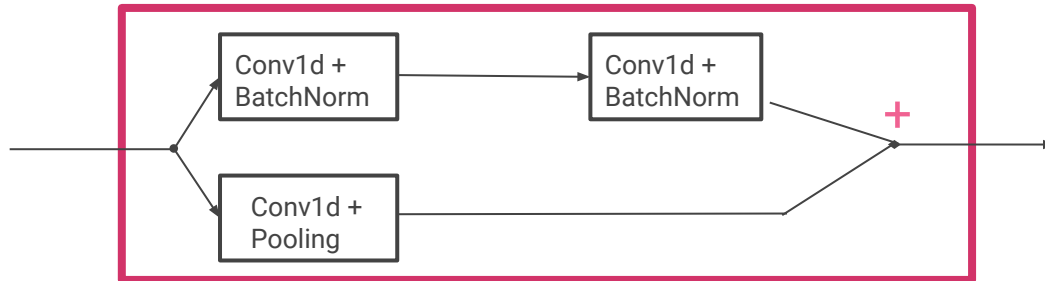 Conv1d +
BatchNorm
Conv1d +
BatchNorm
+
Conv1d +
Pooling